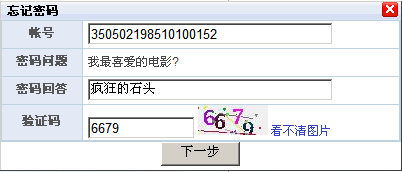 忘记密码
帐号 350502198510100152
密码问题 我最喜爱的电影?
密码回答 疯狂的石头
验证码 6679 6679 看不清图片
下一步